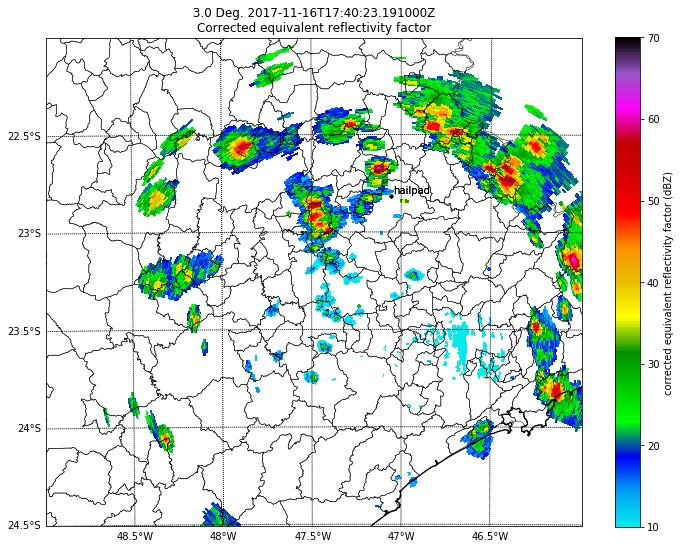 3.0 Deg. 2017-11-16T17:40:23.191000Z
Corrected equivalent reflectivity factor
70
60
50
40
30
20
10
corrected equivalent reflectivity factor (dBZ)
22.5°S
23°S
23.5°S
24°S
24.5°S
hailpad
48.5°W
48°W
47.5°W
47°W
46.5°W